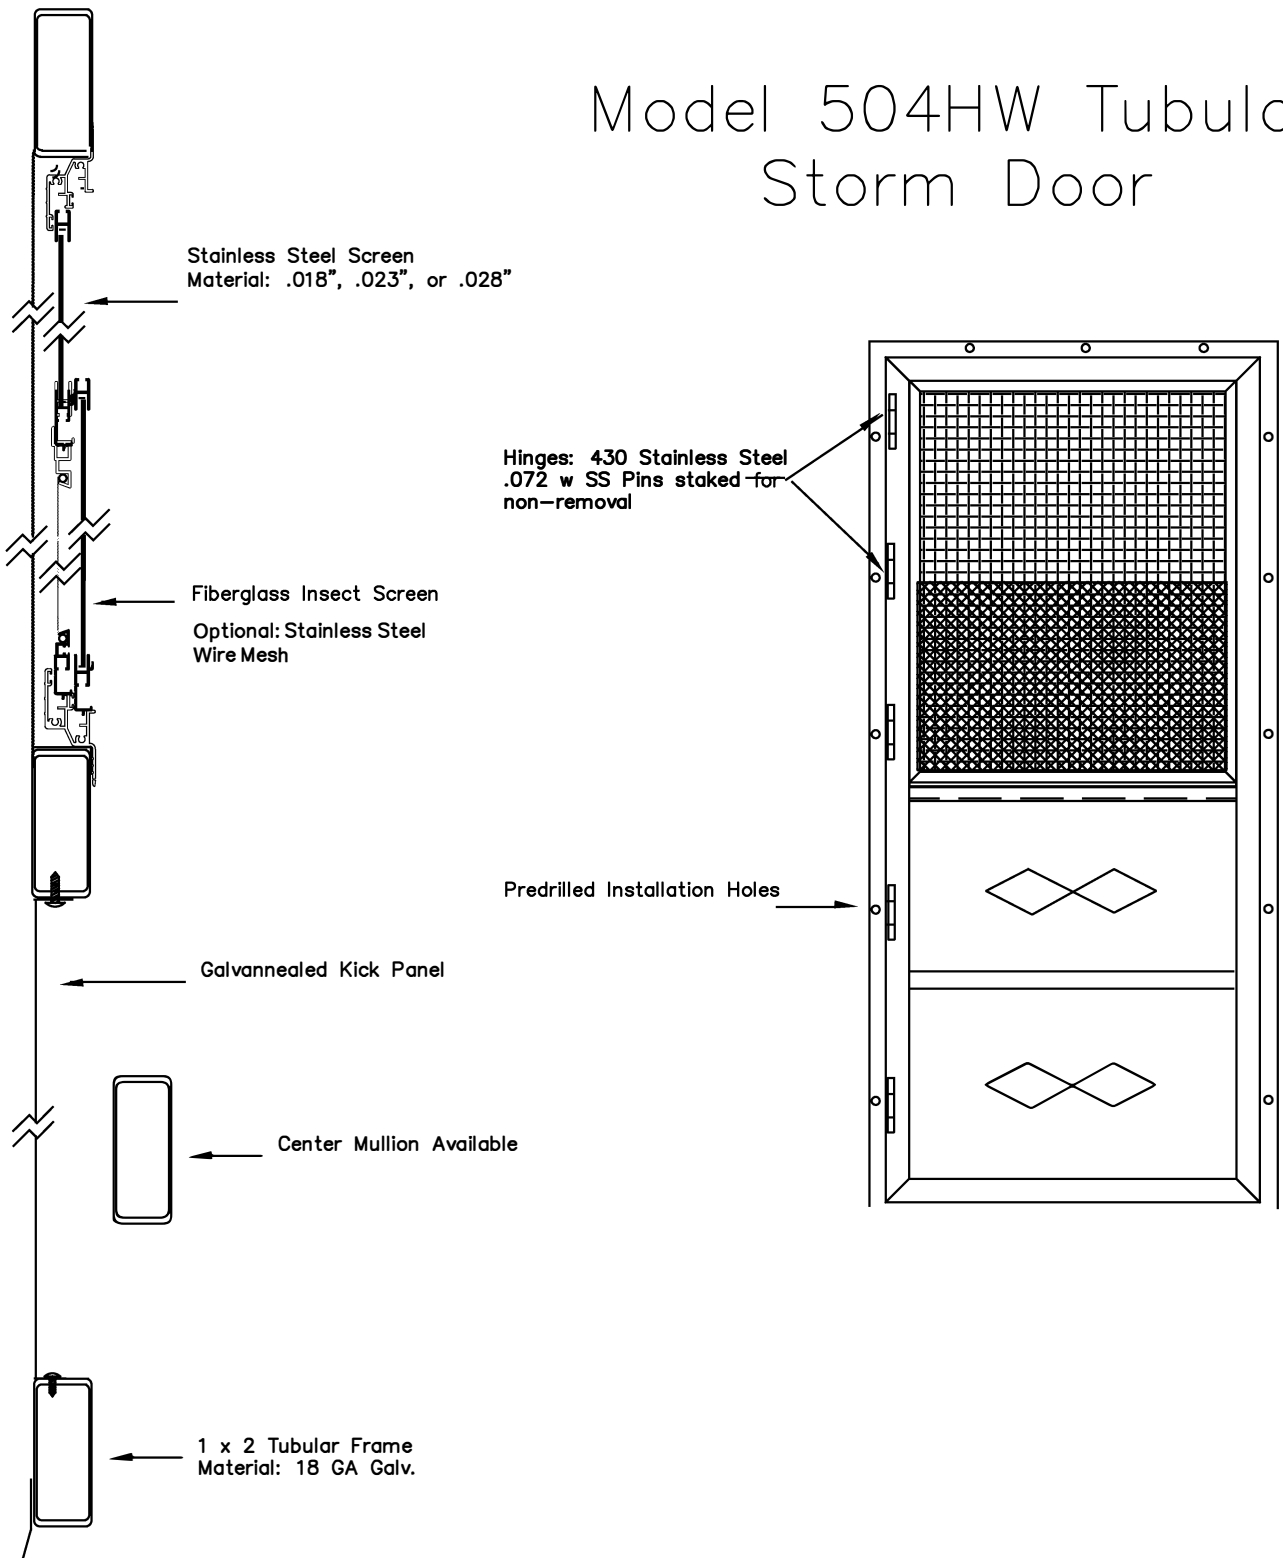 Model 504HW Tubula
Storm Door
Stainless Steel Screen
Material: .018”, .023”, or .028”
Hinges: 430 Stainless Steel
.072 w SS Pins staked for
non-removal
Fiberglass Insect Screen
Optional: Stainless Steel
Wire Mesh
Predrilled Installation Holes
Galvannealed Kick Panel
Center Mullion Available
1 x 2 Tubular Frame
Material: 18 GA Galv.